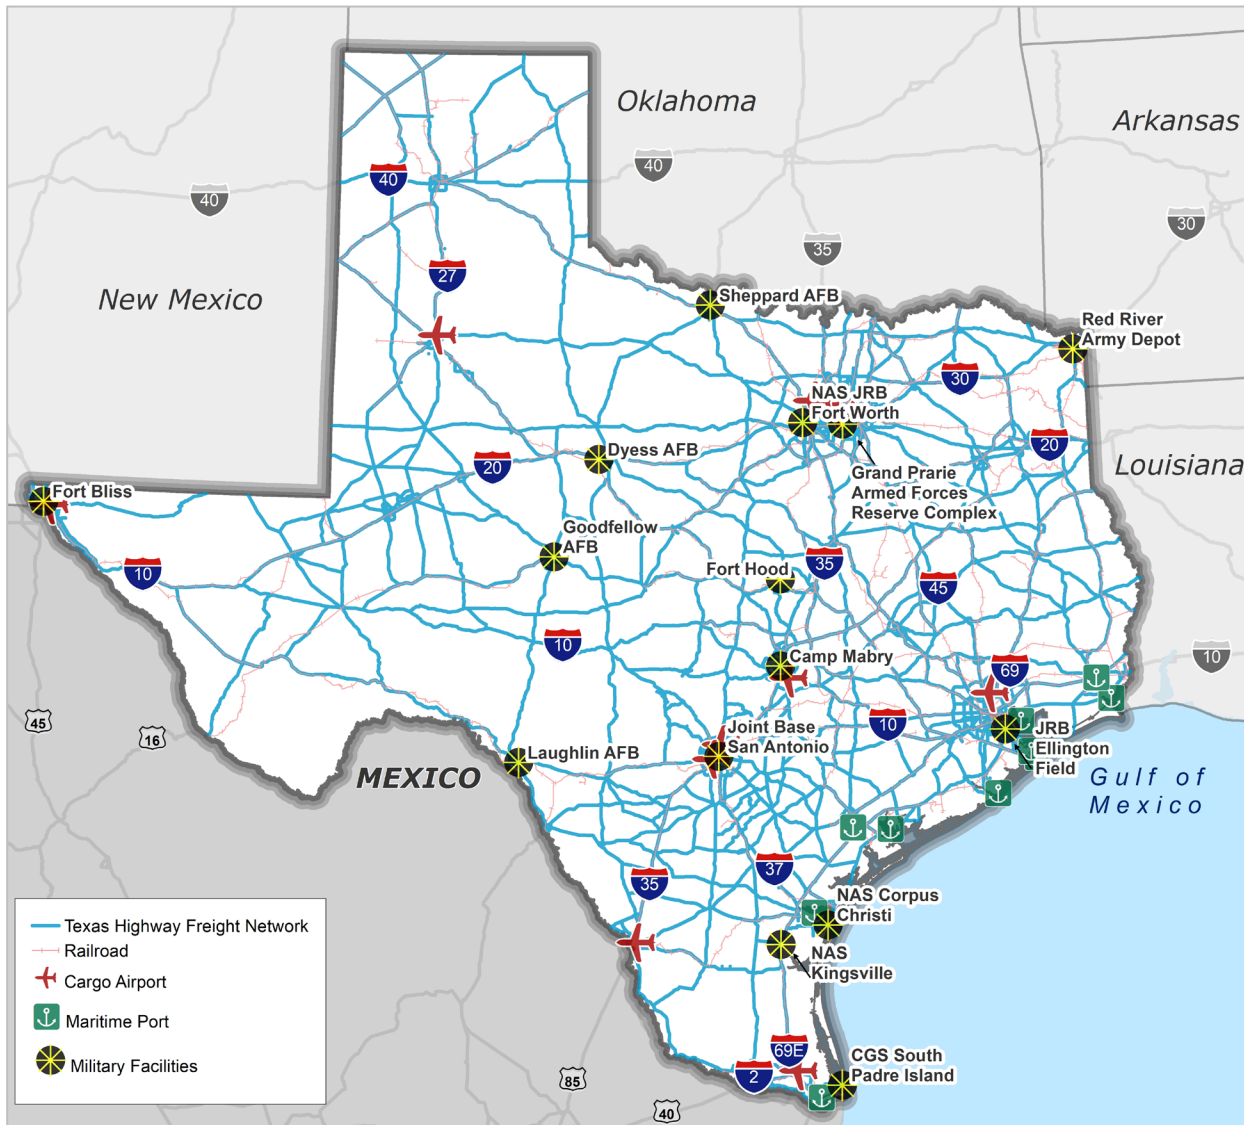 Oklahoma
Arkansas
40
40
40
30
35
27
New Mexico
Sheppard AFB
Red River
Army Depot
30
NAS JRB
Fort Worth
20
Dyess AFB
20
Louisiana
Grand Prarie
Armed Forces
Reserve Complex
Fort Bliss
Goodfellow
AFB
10
Fort Hood
35
45
10
Camp Mabry
69
10
45
16
Joint Base
San Antonio
10
JRB
Ellington
Field
Laughlin AFB
MEXICO
Gulf of
Mexico
37
35
NAS Corpus
Christi
NAS
Kingsville
Texas Highway Freight Network
Railroad
Cargo Airport
Maritime Port
Military Facilities
69E
2
CGS South
Padre Island
85
40